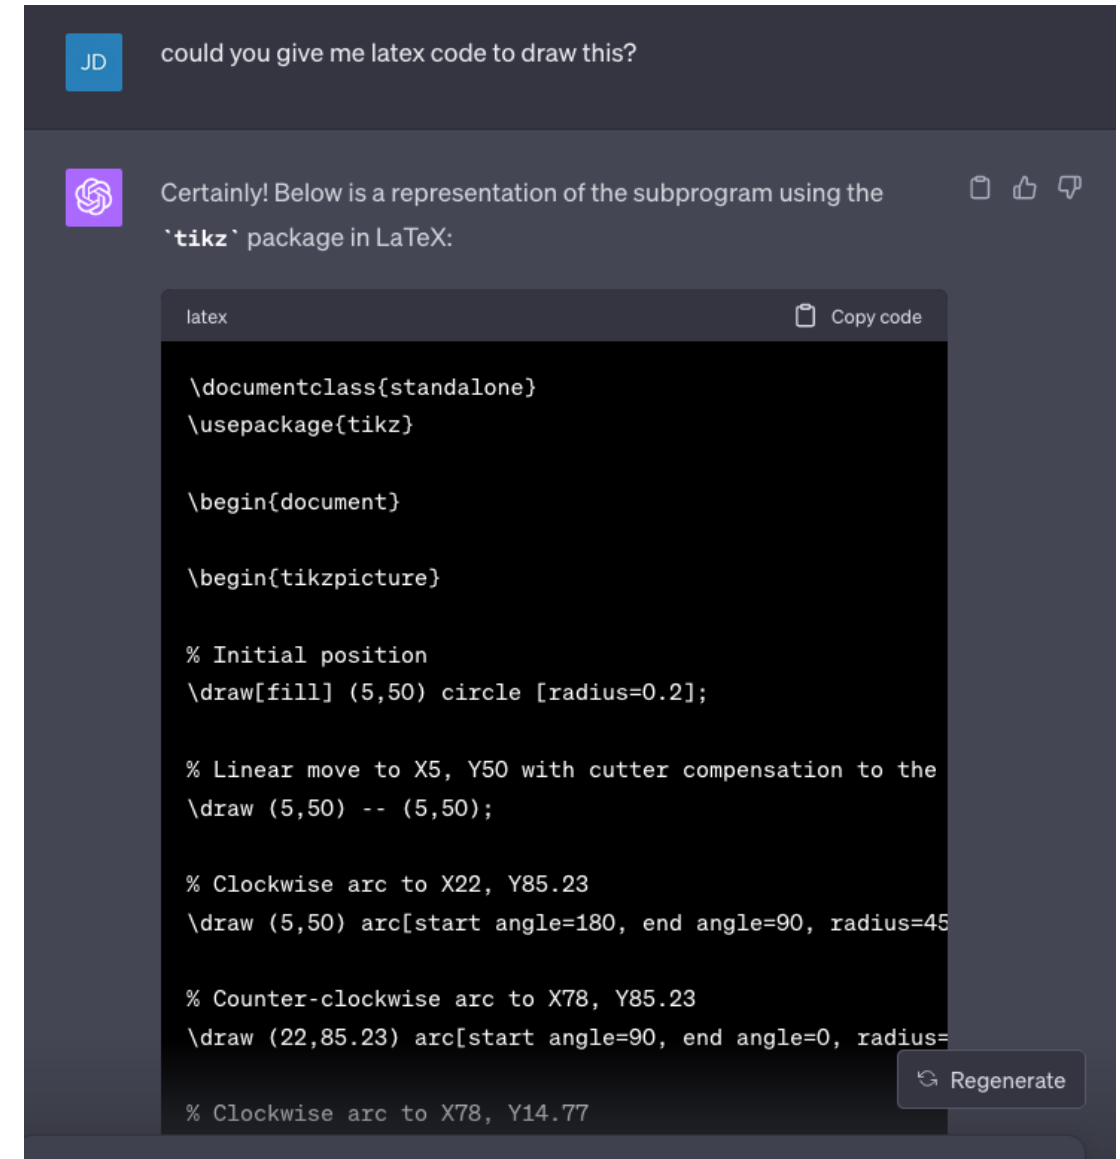 JD
could you give me latex code to draw this?
Certainly! Below is a representation of the subprogram using the
`tikz` package in LaTeX:
latex
Copy code
\documentclass{standalone}
\usepackage{tikz}
\begin{document}
\begin{tikzpicture}
% Initial position
\draw[fill] (5,50) circle [radius=0.2];
% Linear move to X5, Y50 with cutter compensation to the
\draw (5,50) -- (5,50);
% Clockwise arc to X22, Y85.23
\draw (5,50) arc[start angle=180, end angle=90, radius=45
% Counter-clockwise arc to X78, Y85.23
\draw (22,85.23) arc[start angle=90, end angle=0, radius=
Regenerate
% Clockwise arc to X78, Y14.77